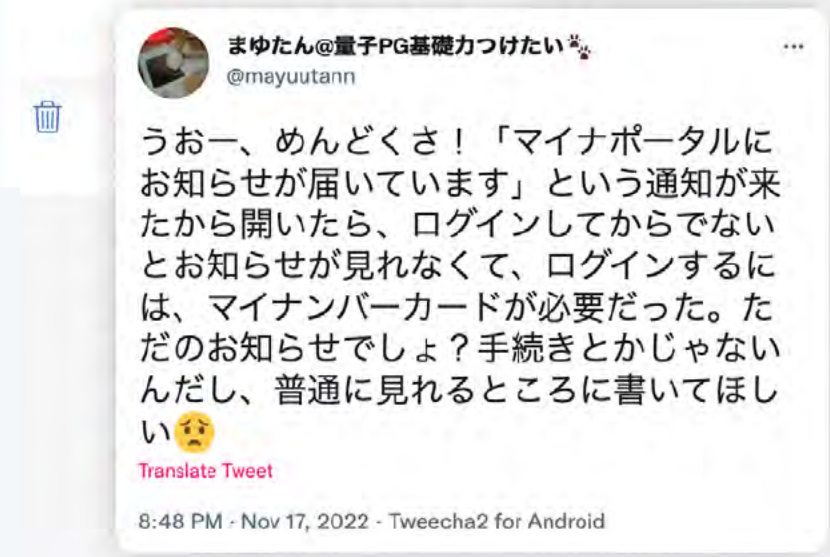 まゆたん@量子PG基礎力つけたい🐾
@mayuutann
うおー、めんどくさ！「マイナポータルに
お知らせが届いています」という通知が来
たから開いたら、ログインしてからでない
とお知らせが見れなくて、ログインするに
は、マイナンバーカードが必要だった。た
だのお知らせでしょ？手続きとかじゃない
んだし、普通に見れるところに書いてほし
い😟
Translate Tweet
8:48 PM · Nov 17, 2022 · Tweecha2 for Android